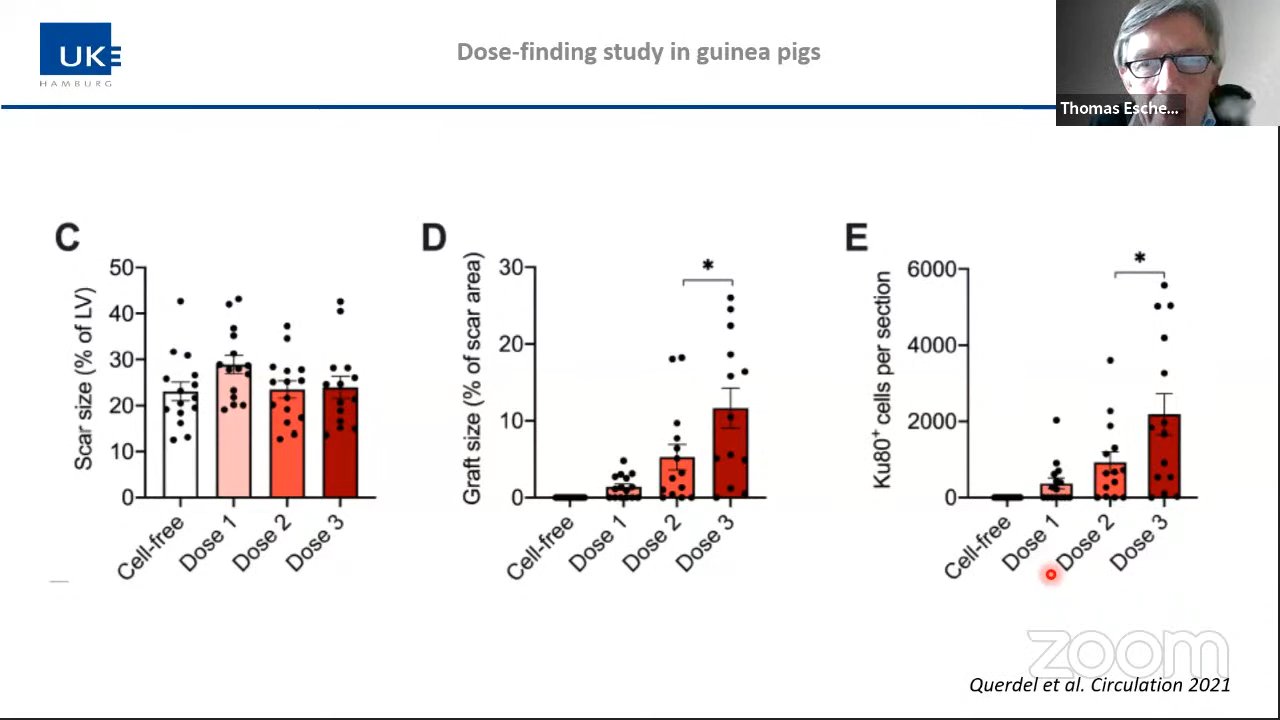 UKE
HAMBURG
Dose-finding study in guinea pigs
Thomas Esche...
C
Scar size (% of LV)
50
40
30
20
10
0
Cell-free
Dose 1
Dose 2
Dose 3
D
Graft size (% of scar area)
30
20
10
0
*
Cell-free
Dose 1
Dose 2
Dose 3
E
Ku80+ cells per section
6000
4000
2000
0
*
Cell-free
Dose 1
Dose 2
Dose 3
zoom
Querdel et al. Circulation 2021